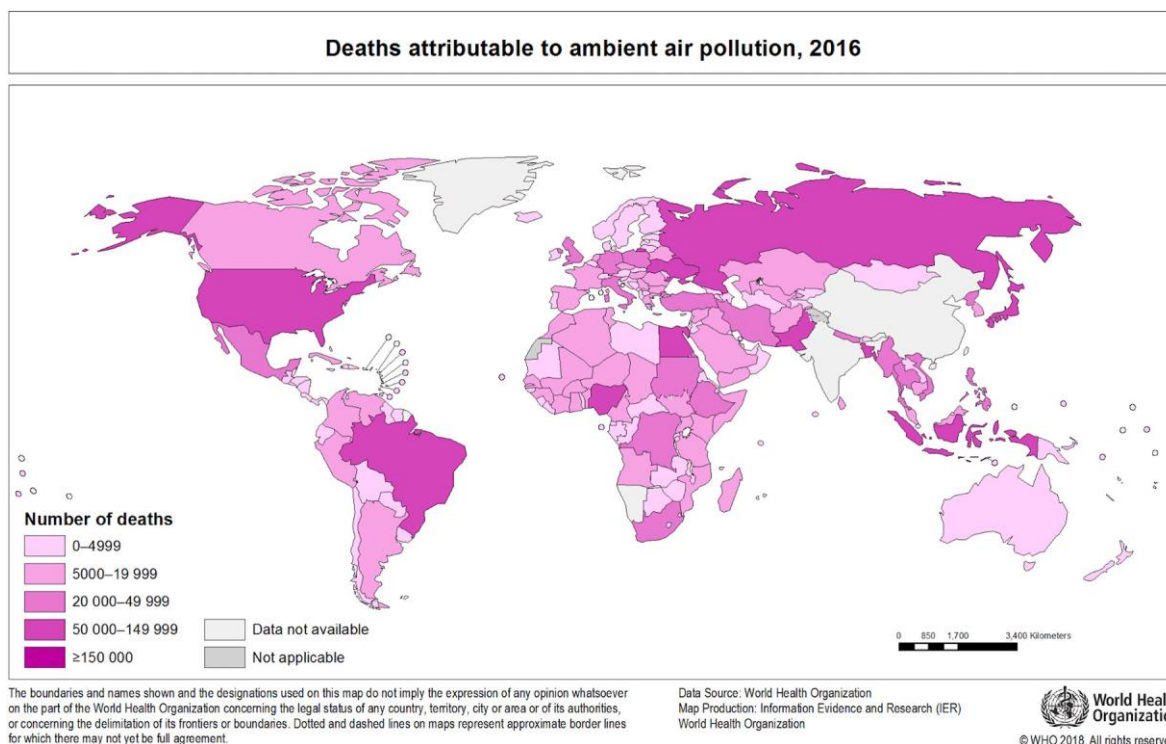 Deaths attributable to ambient air pollution, 2016
Number of deaths
0–4999
5000–19 999
20 000–49 999
50 000–149 999
≥150 000
Data not available
Not applicable
0 850 1,700 3,400 Kilometers
The boundaries and names shown and the designations used on this map do not imply the expression of any opinion whatsoever
on the part of the World Health Organization concerning the legal status of any country, territory, city or area or of its authorities,
or concerning the delimitation of its frontiers or boundaries. Dotted and dashed lines on maps represent approximate border lines
for which there may not yet be full agreement.
Data Source: World Health Organization
Map Production: Information Evidence and Research (IER)
World Health Organization
World Health
Organizatio
© WHO 2018. All rights reserve